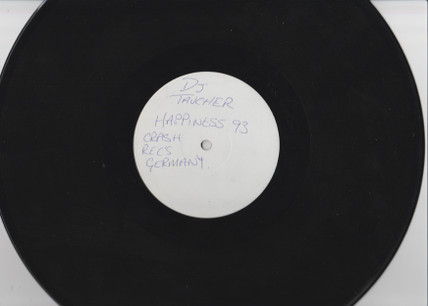 DJ
TAUCHER
HAPPINESS 93
CRASH
RECS
GERMANY.